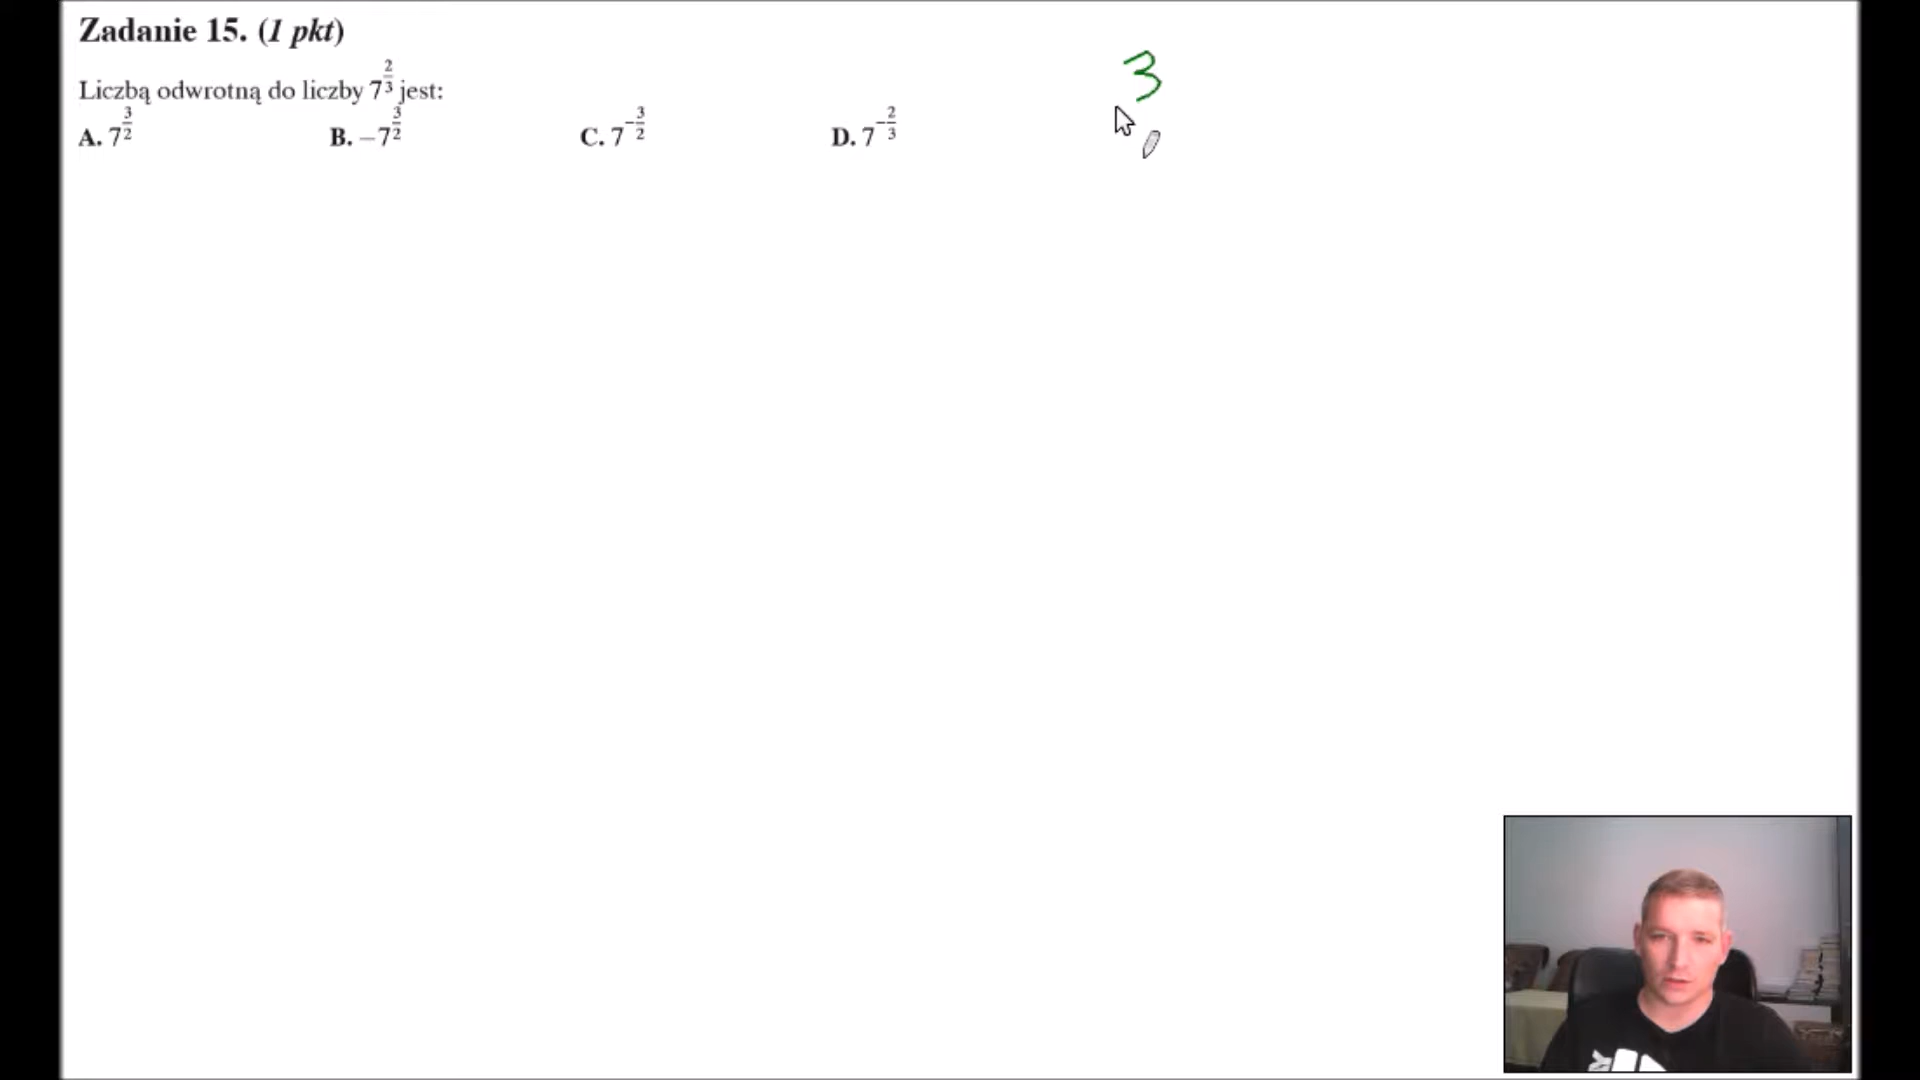 Zadanie 15. (1 pkt)
3
Liczbą odwrotną do liczby 7^{2/3} jest:
A. 7^{3/2} B. –7^{3/2} C. 7^{-3/2} D. 7^{-2/3}